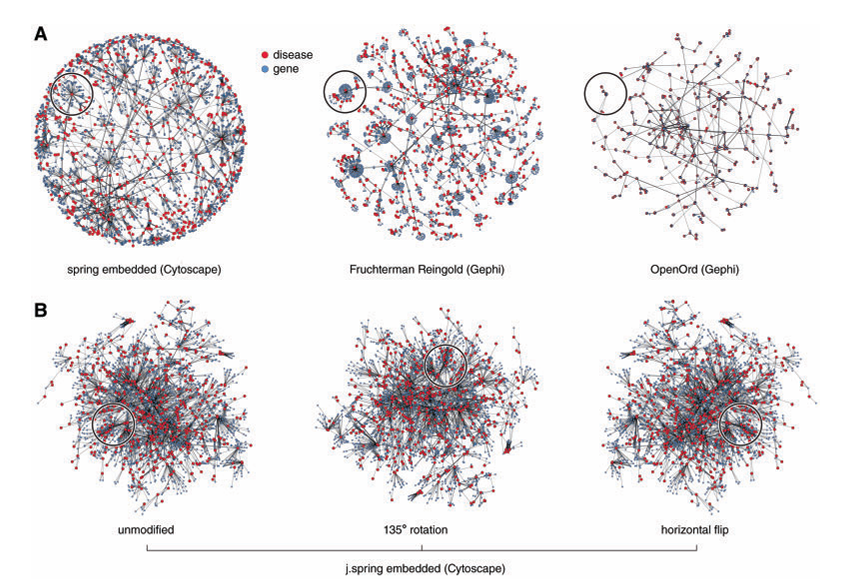 A
disease
gene
spring embedded (Cytoscape)
Fruchterman Reingold (Gephi)
OpenOrd (Gephi)
B
unmodified
135° rotation
horizontal flip
j.spring embedded (Cytoscape)